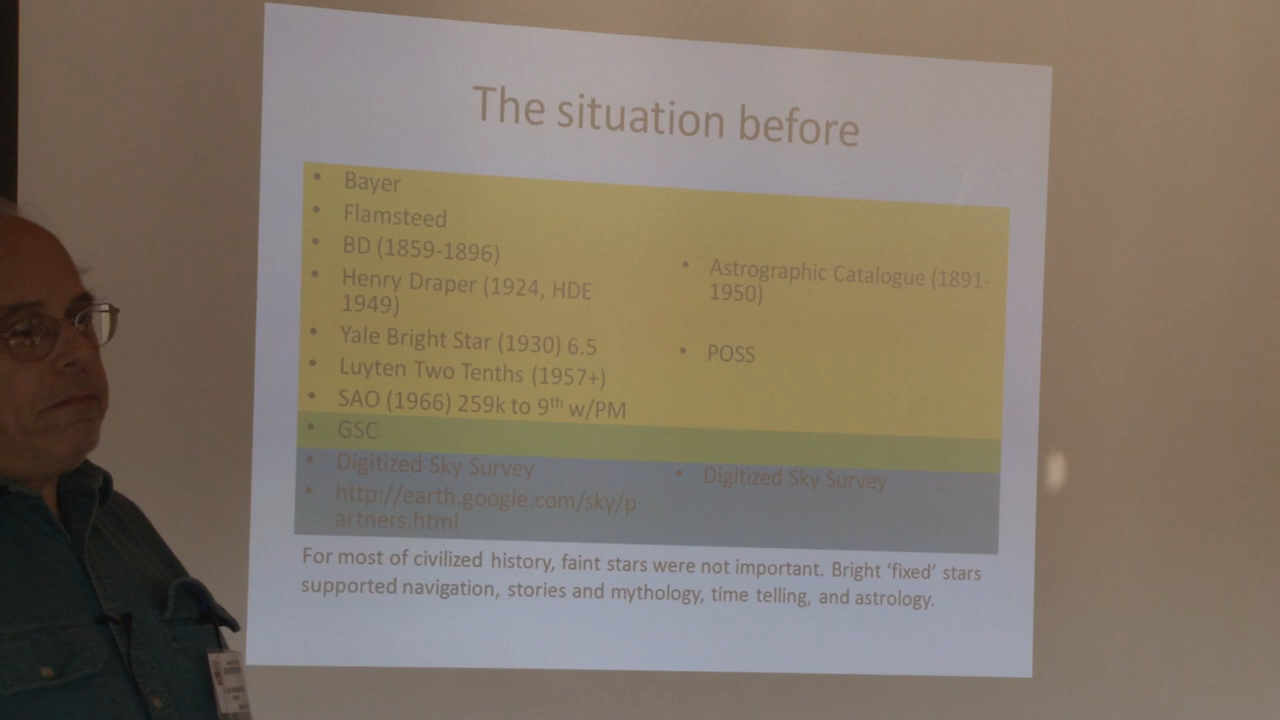 The situation before
• Bayer
• Flamsteed
• BD (1859-1896)
• Henry Draper (1924, HDE
1949)
• Yale Bright Star (1930) 6.5
• Luyten Two Tenths (1957+)
• SAO (1966) 259k to 9th w/PM
• GSC
• Digitized Sky Survey
• http://earth.google.com/sky/p
artners.html
• Astrographic Catalogue (1891-
1950)
• POSS
• Digitized Sky Survey
For most of civilized history, faint stars were not important. Bright ‘fixed’ stars
supported navigation, stories and mythology, time telling, and astrology.